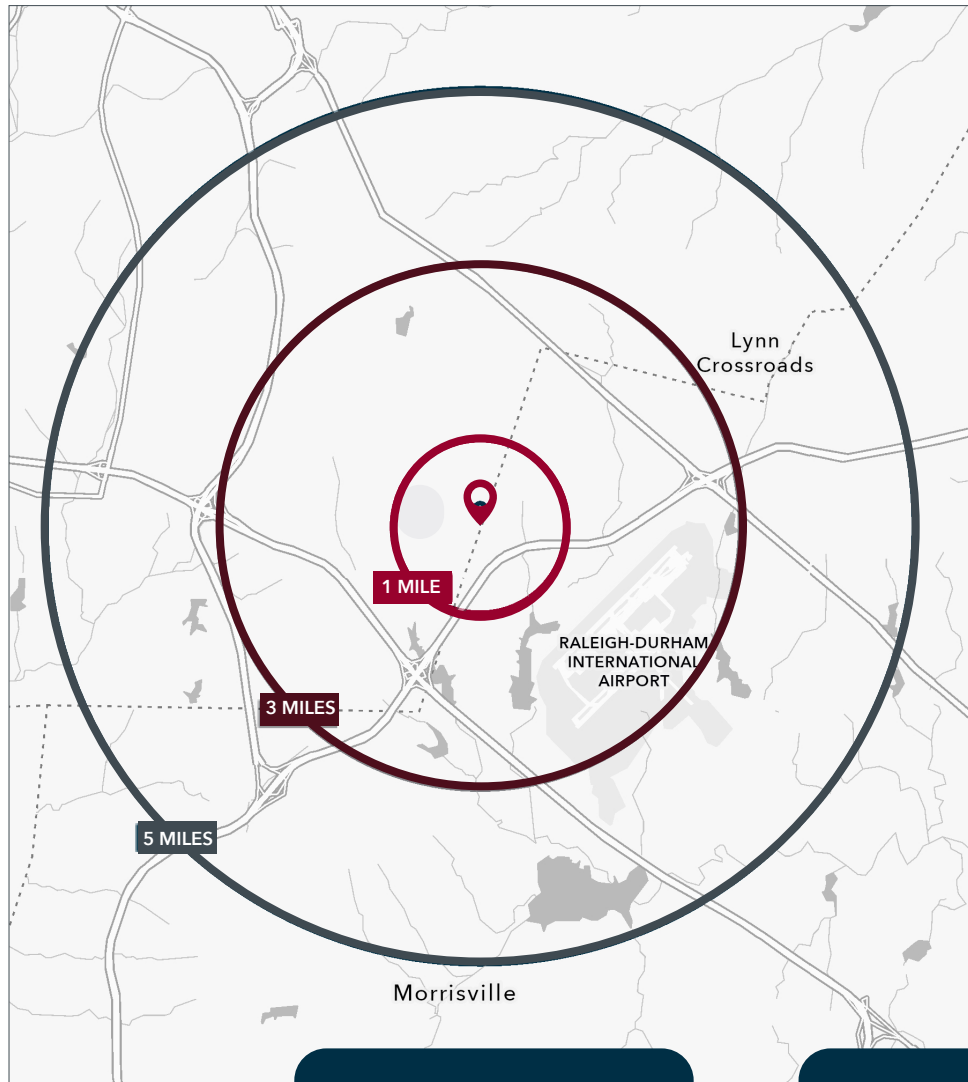 Lynn
Crossroads
1 MILE
RALEIGH-DURHAM
INTERNATIONAL
AIRPORT
3 MILES
5 MILES
Morrisville